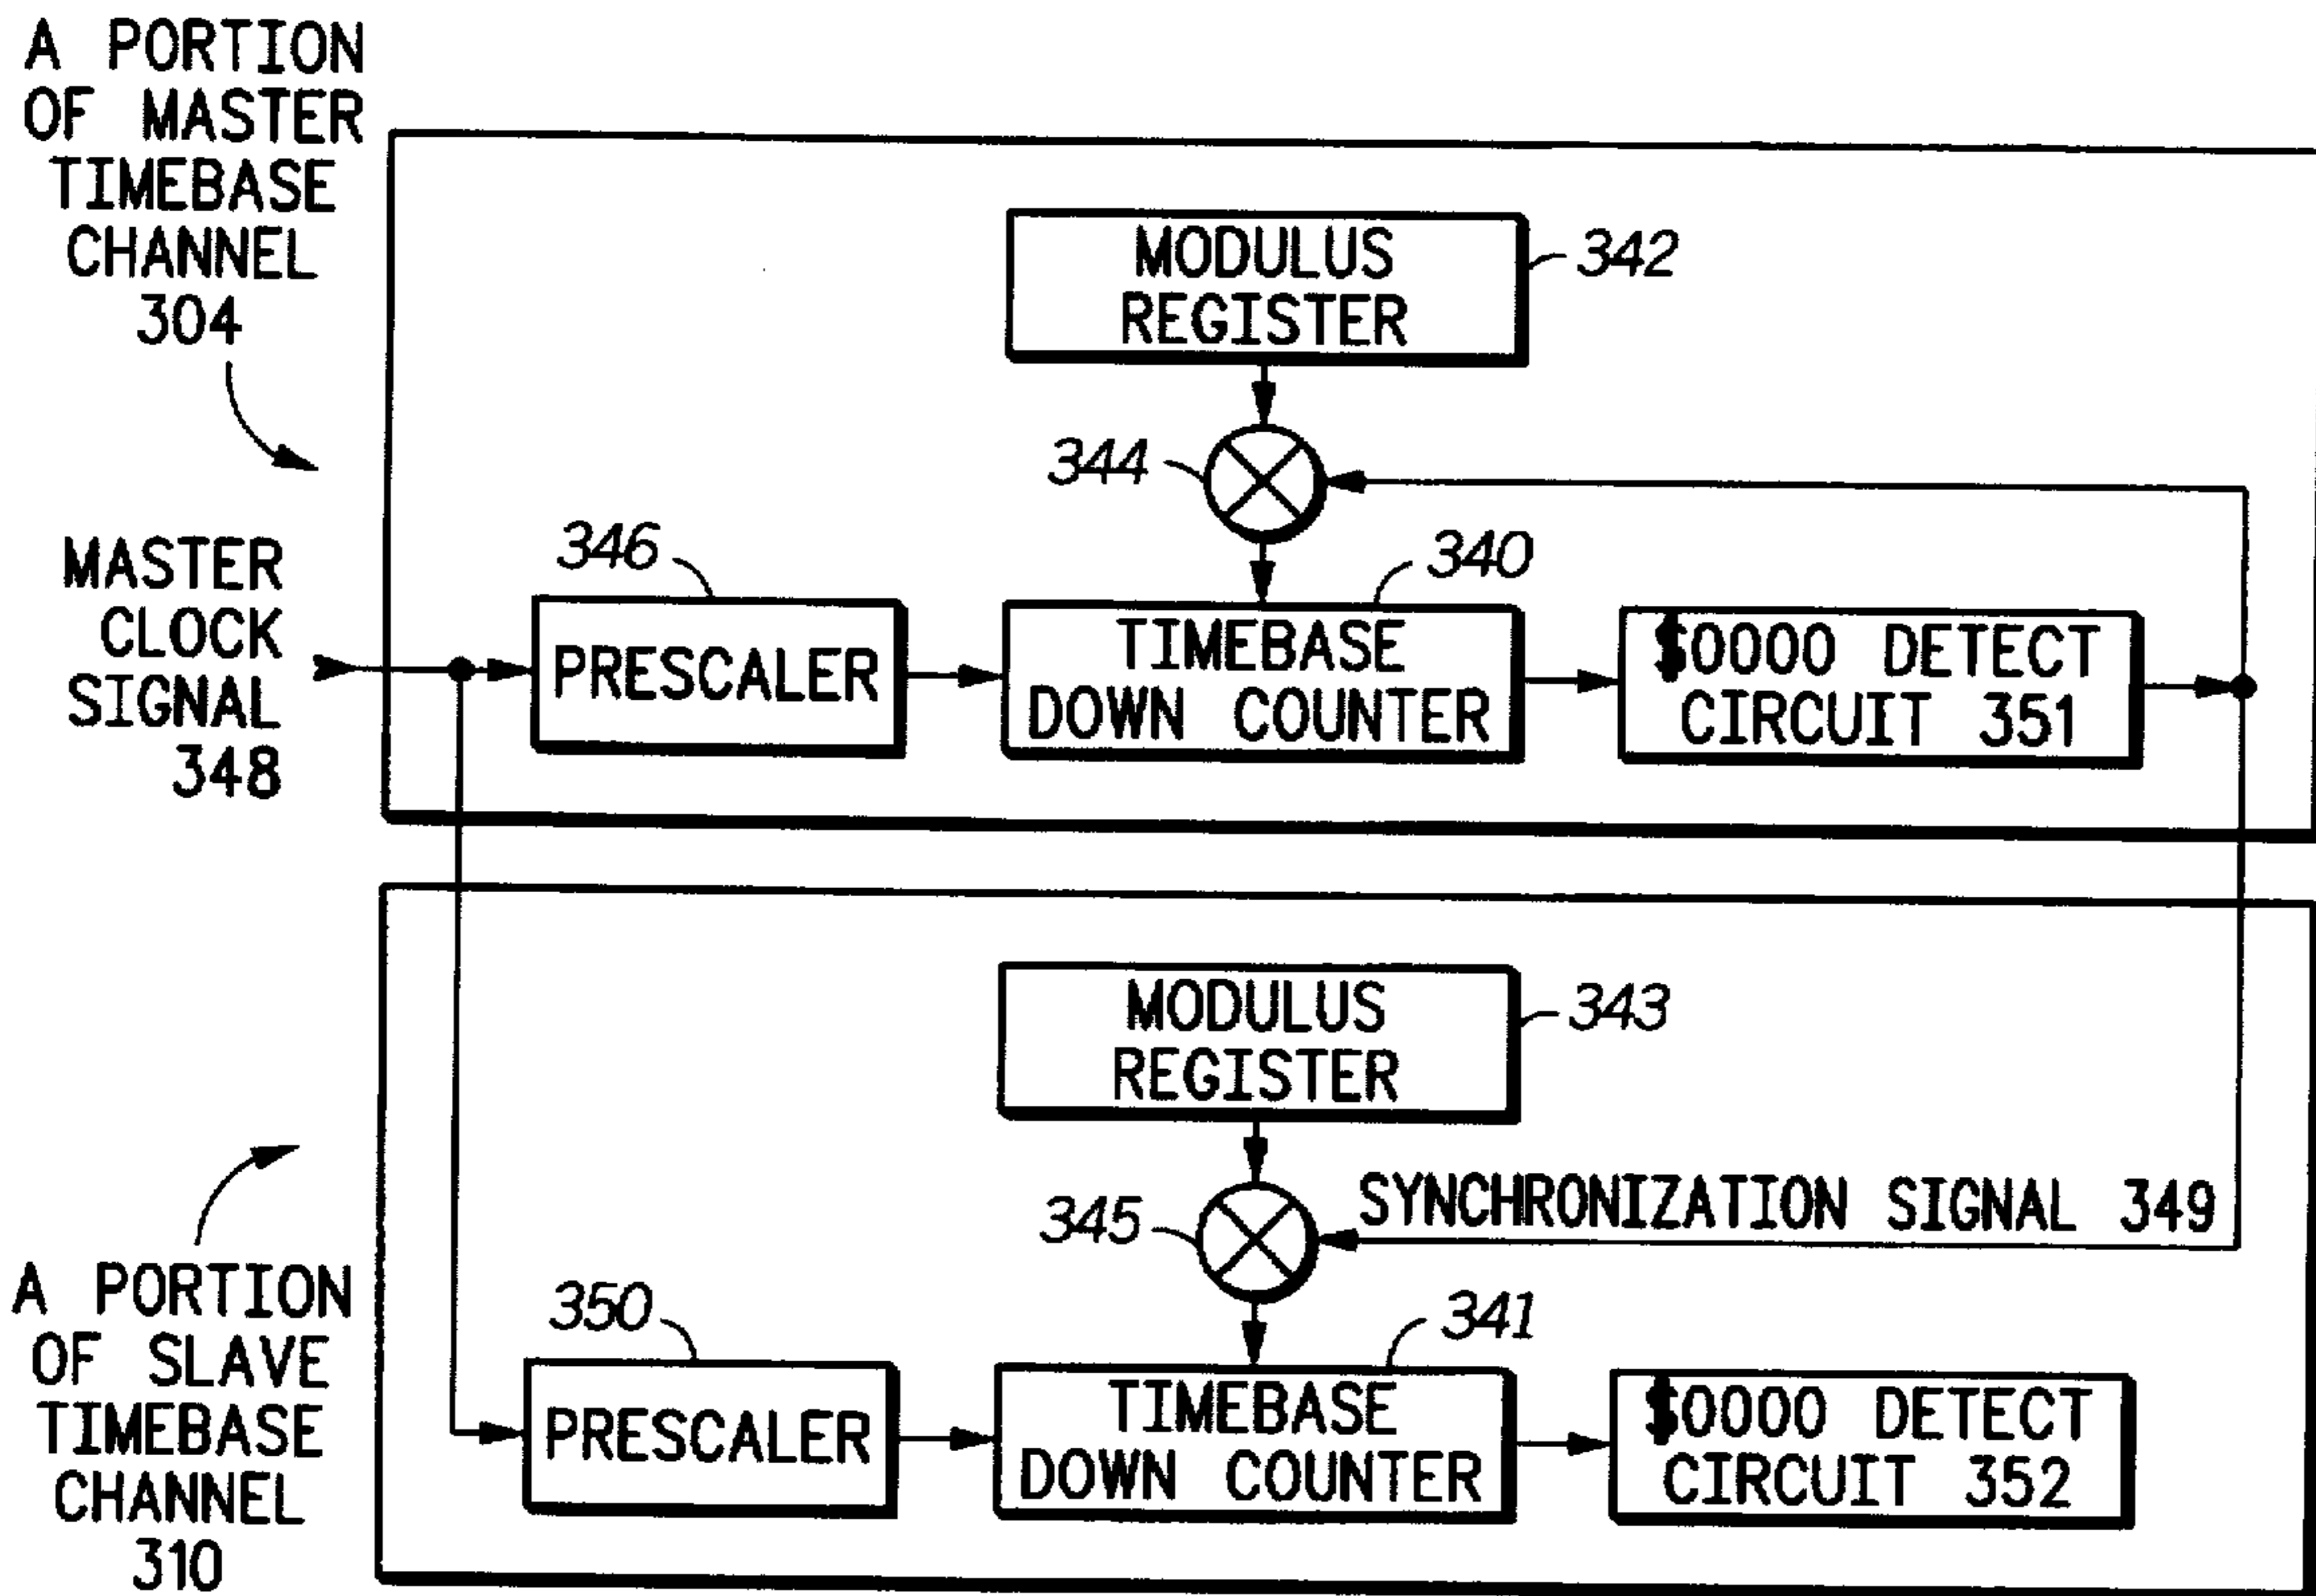 A PORTION
OF MASTER
TIMEBASE
CHANNEL
304
MODULUS
REGISTER
342
344
346
340
MASTER
CLOCK
SIGNAL
348
PRESCALER
TIMEBASE
DOWN COUNTER
$0000 DETECT
CIRCUIT 351
MODULUS
REGISTER
343
345
SYNCHRONIZATION SIGNAL 349
A PORTION
OF SLAVE
TIMEBASE
CHANNEL
310
350
341
PRESCALER
TIMEBASE
DOWN COUNTER
$0000 DETECT
CIRCUIT 352